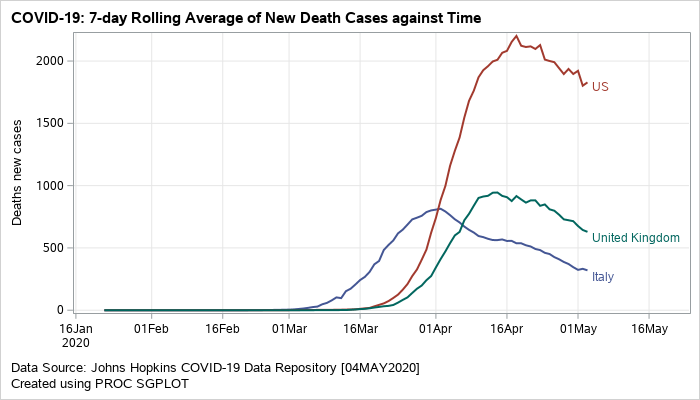 COVID-19: 7-day Rolling Average of New Death Cases against Time
Deaths new cases
2000
1500
1000
500
0
US
United Kingdom
Italy
16Jan 01Feb 16Feb 01Mar 16Mar 01Apr 16Apr 01May 16May
2020
Data Source: Johns Hopkins COVID-19 Data Repository [04MAY2020]
Created using PROC SGPLOT